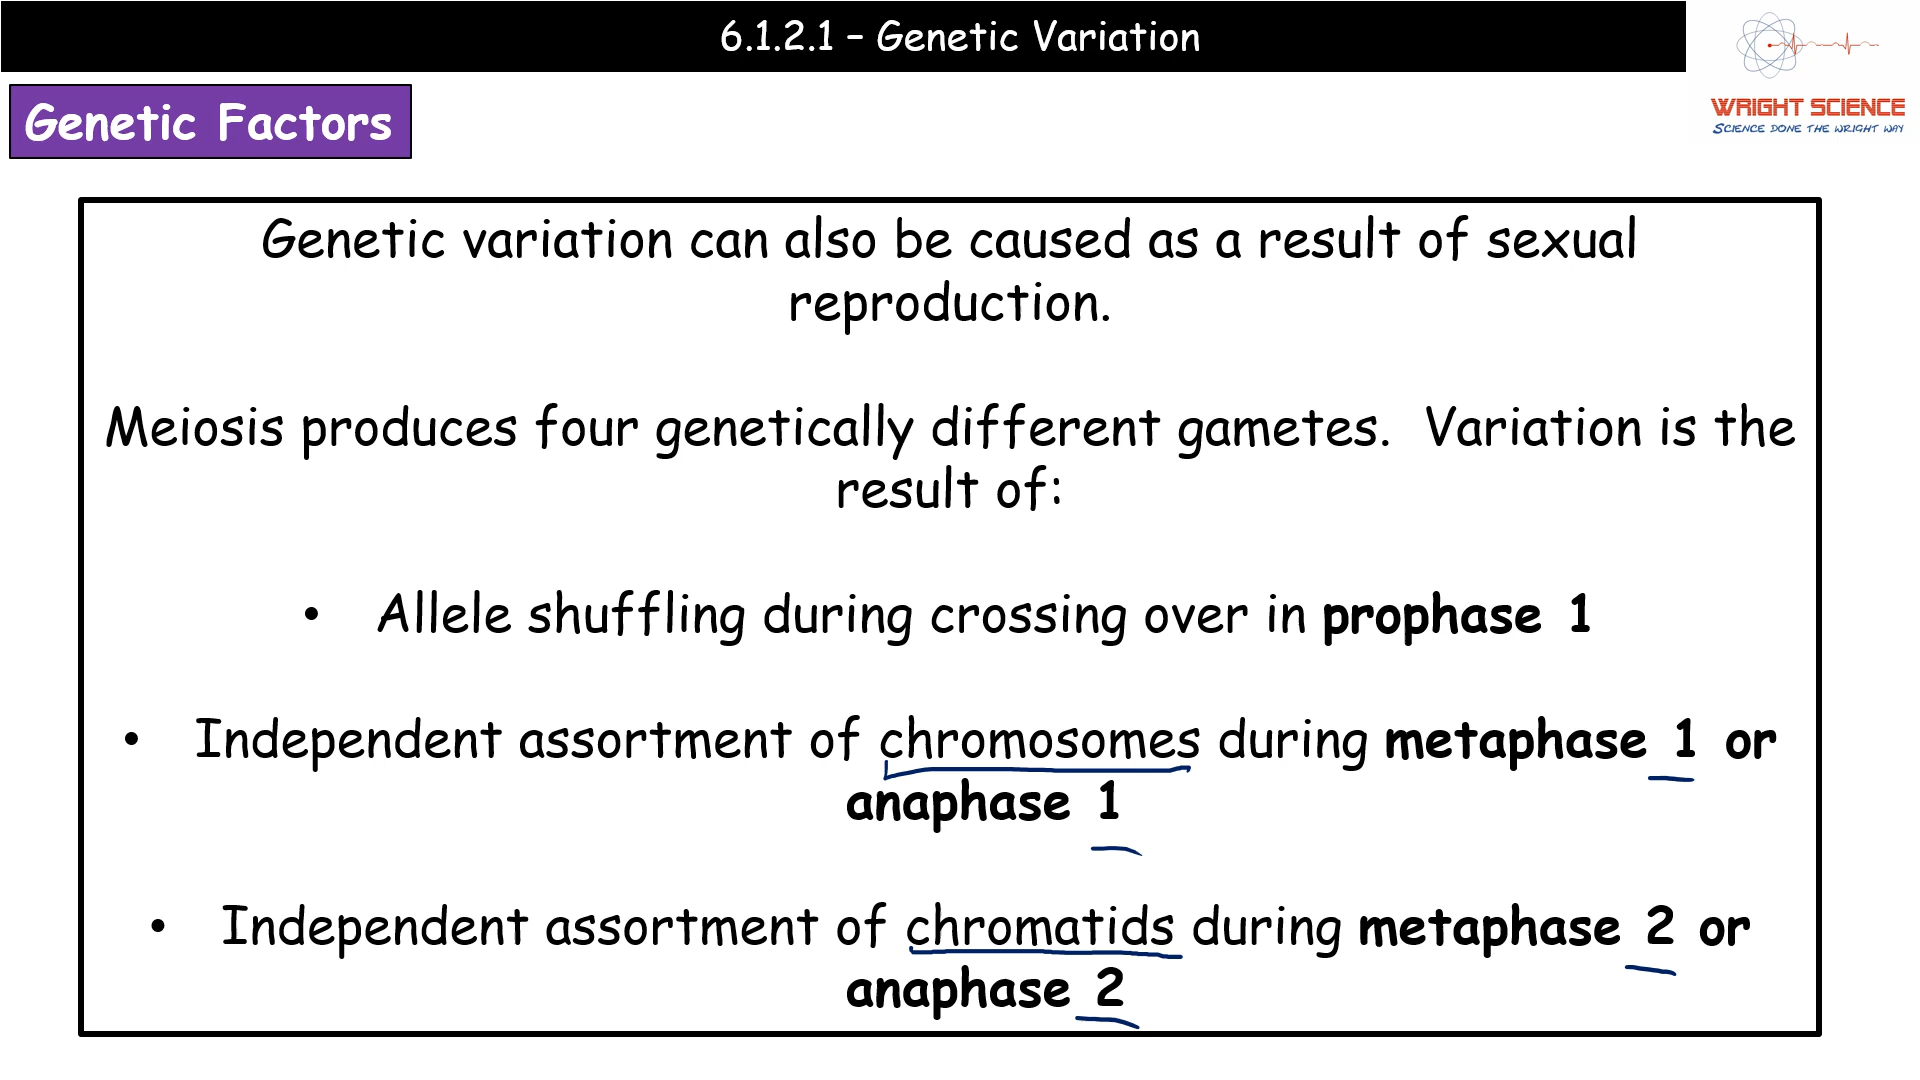 6.1.2.1 – Genetic Variation
WRIGHT SCIENCE
SCIENCE DONE THE WRIGHT WAY
Genetic Factors
Genetic variation can also be caused as a result of sexual
reproduction.
Meiosis produces four genetically different gametes.  Variation is the
result of:
• Allele shuffling during crossing over in prophase 1
• Independent assortment of chromosomes during metaphase 1 or
anaphase 1
• Independent assortment of chromatids during metaphase 2 or
anaphase 2